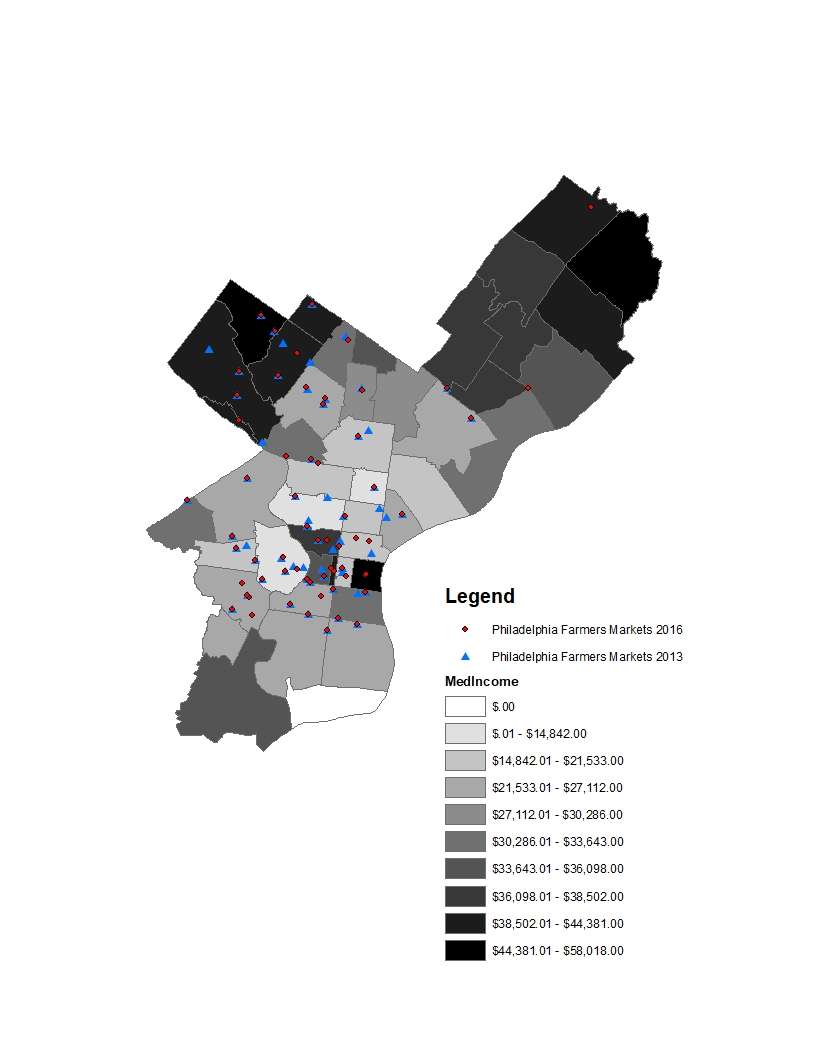 Legend
Philadelphia Farmers Markets 2016
Philadelphia Farmers Markets 2013
MedIncome
$.00
$.01 - $14,842.00
$14,842.01 - $21,533.00
$21,533.01 - $27,112.00
$27,112.01 - $30,286.00
$30,286.01 - $33,643.00
$33,643.01 - $36,098.00
$36,098.01 - $38,502.00
$38,502.01 - $44,381.00
$44,381.01 - $58,018.00